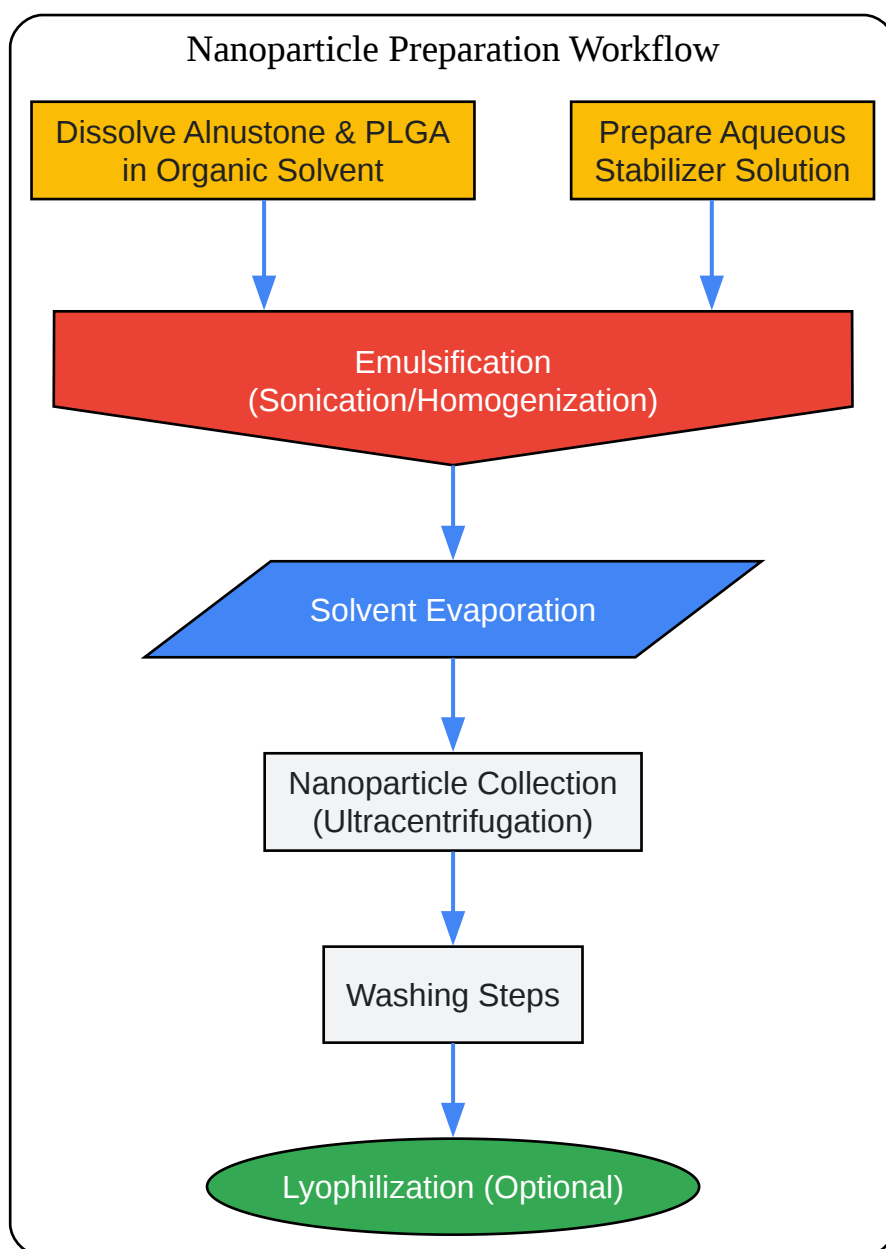 Nanoparticle Preparation Workflow
Dissolve Alnustone & PLGA
in Organic Solvent
Prepare Aqueous
Stabilizer Solution
Emulsification
(Sonication/Homogenization)
Solvent Evaporation
Nanoparticle Collection
(Ultracentrifugation)
Washing Steps
Lyophilization (Optional)